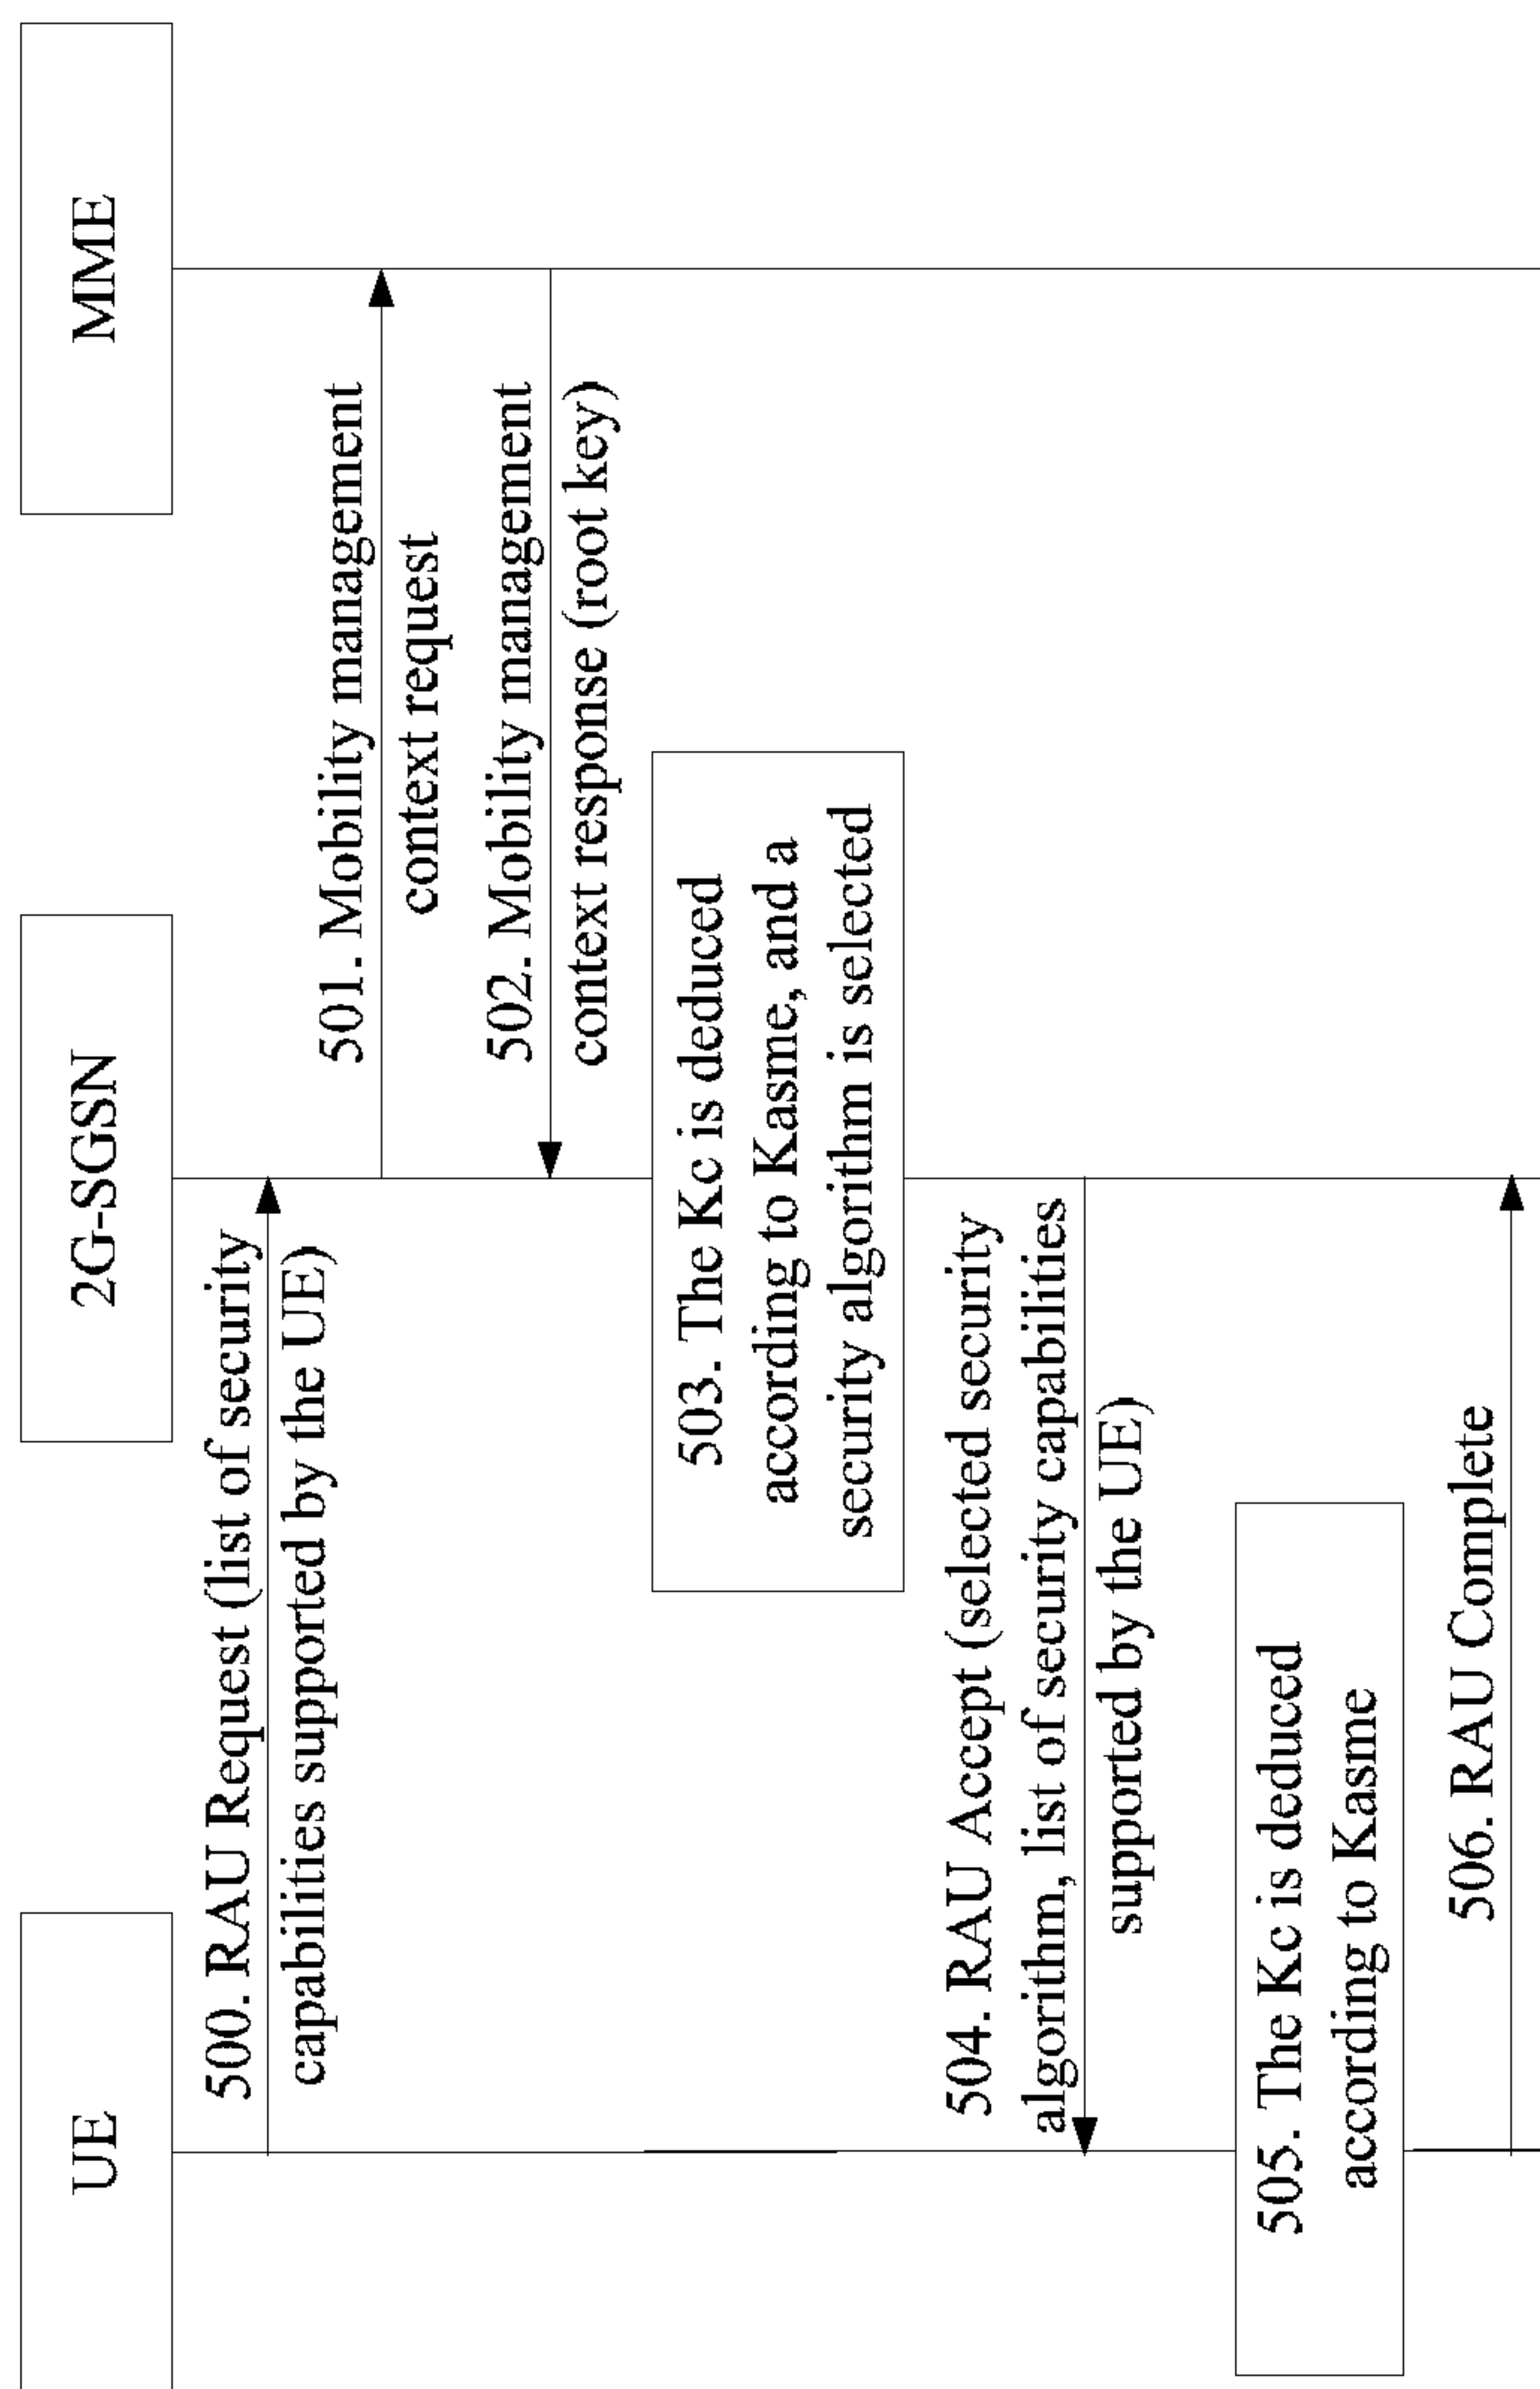 UE
2G-SGSN
MME
500. RAU Request (list of security
capabilities supported by the UE)
501. Mobility management
context request
502. Mobility management
context response (root key)
503. The Kc is deduced
according to Kasme, and a
security algorithm is selected
504. RAU Accept (selected security
algorithm, list of security capabilities
supported by the UE)
505. The Kc is deduced
according to Kasme
506. RAU Complete